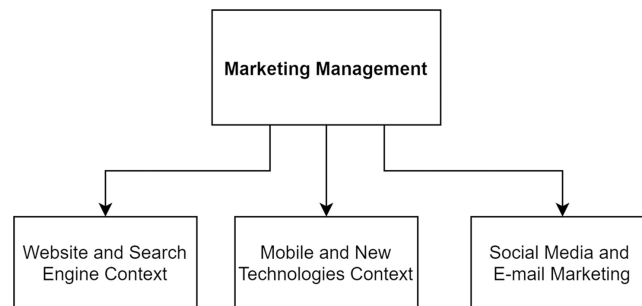 Marketing Management
Website and Search
Engine Context
Mobile and New
Technologies Context
Social Media and
E-mail Marketing